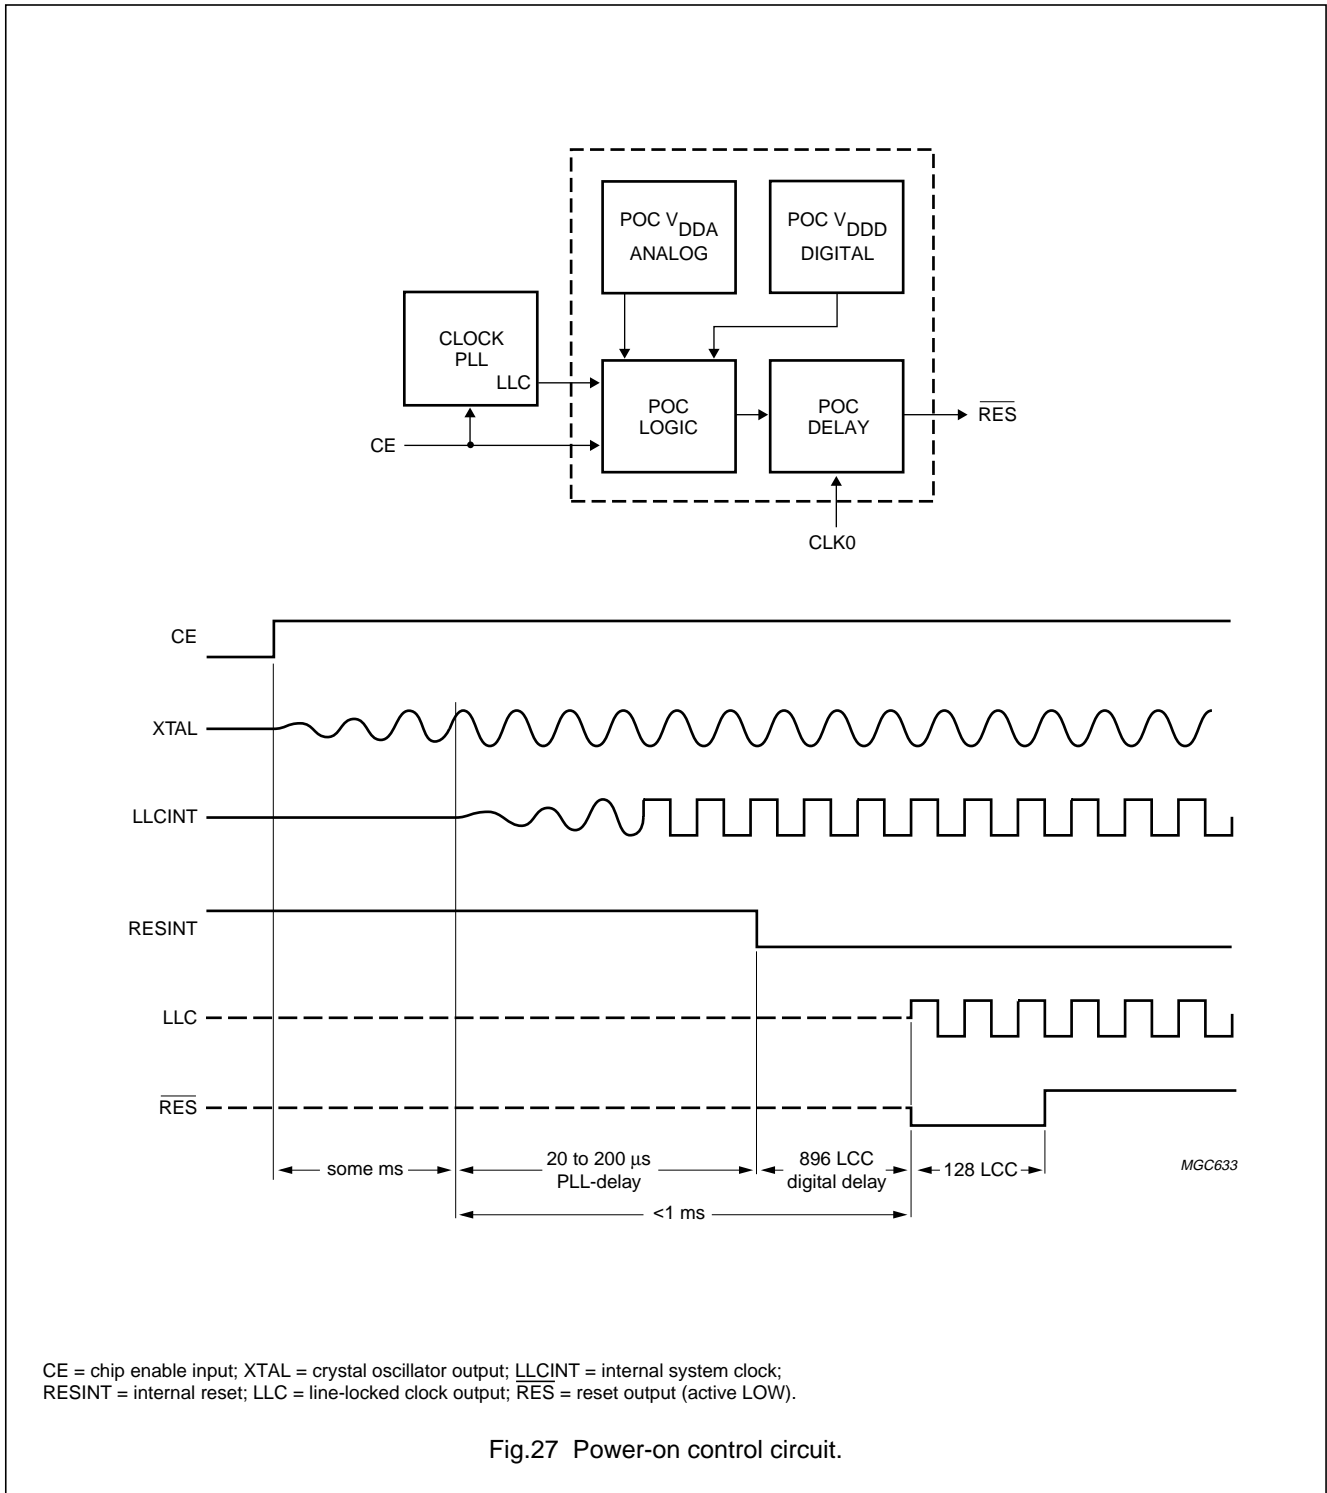 POC VDDA
ANALOG
POC VDDD
DIGITAL
CLOCK
PLL
LLC
POC
LOGIC
POC
DELAY
RES
CE
CLK0
CE
XTAL
LLCINT
RESINT
LLC
RES
some ms
20 to 200 µs
PLL-delay
896 LCC
digital delay
128 LCC
<1 ms
MGC633
CE = chip enable input; XTAL = crystal oscillator output; LLCINT = internal system clock;
RESINT = internal reset; LLC = line-locked clock output; RES = reset output (active LOW).
Fig.27 Power-on control circuit.